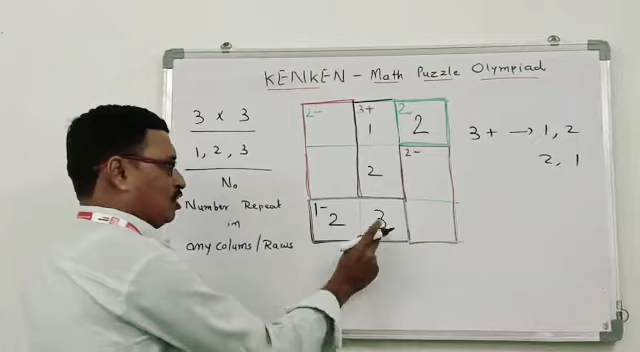 KENKEN - Math Puzzle Olympiad
3 x 3
1, 2, 3
No
Number Repeat
in
any colums/Raws
2- 3+ 2
1 2
2 2-
1- 2 3
3+ → 1, 2
2, 1